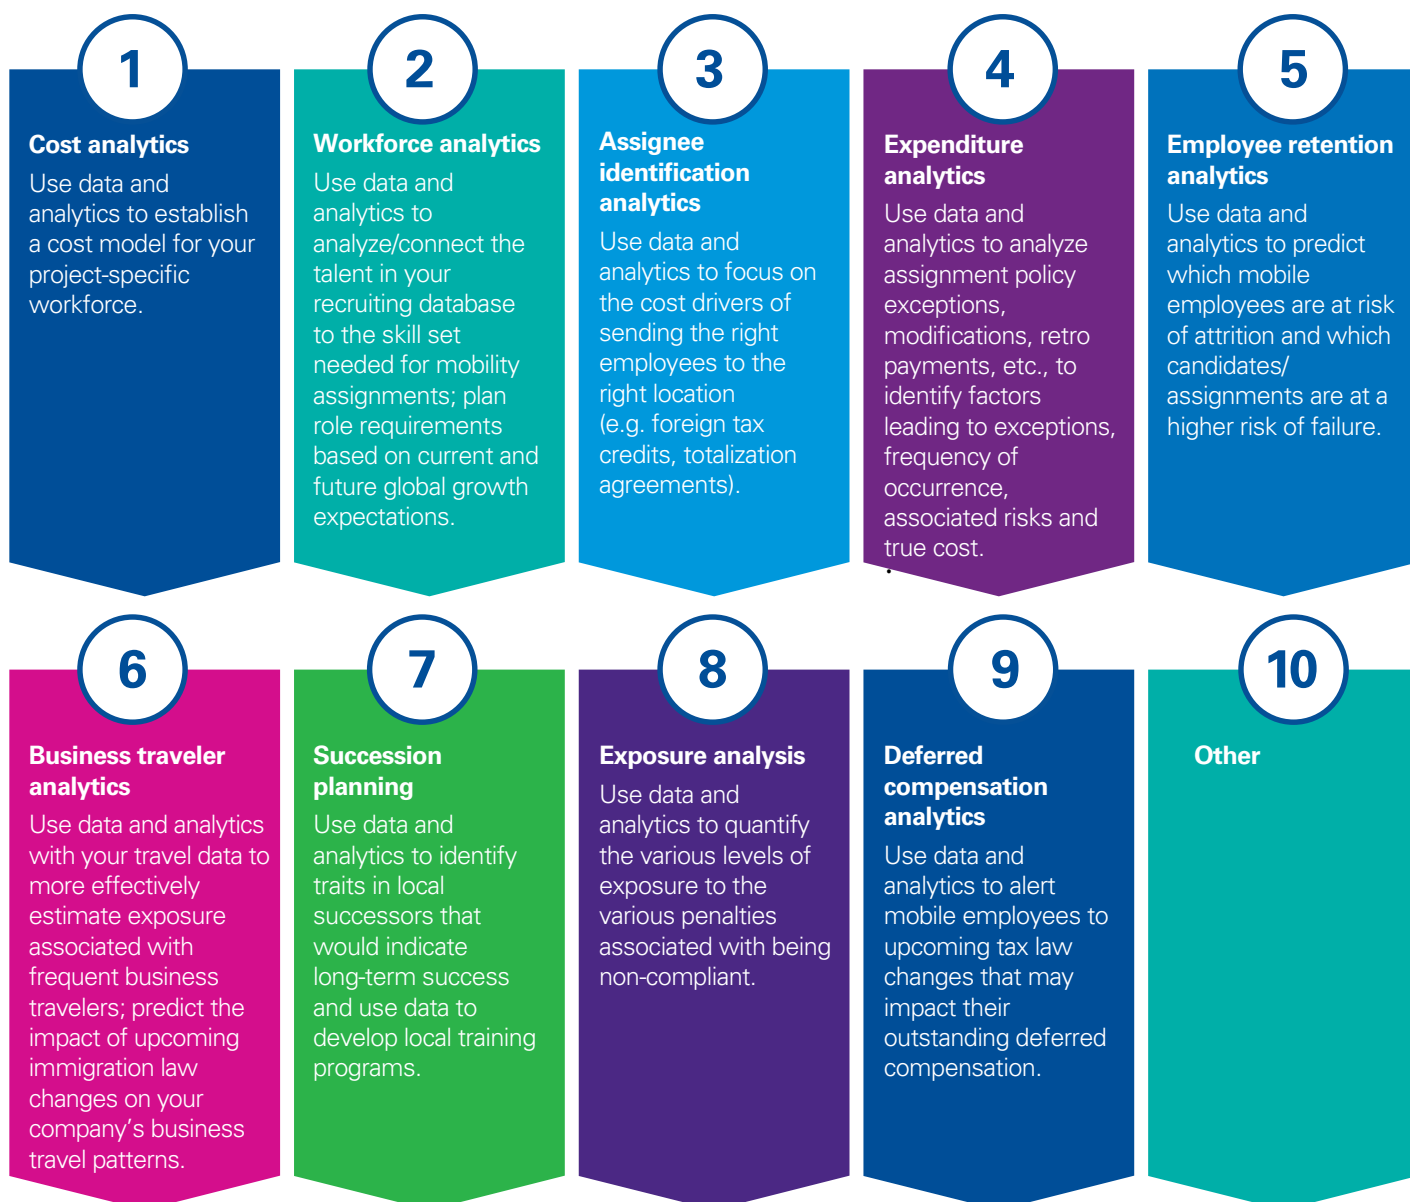 1
Cost analytics
Use data and
analytics to establish
a cost model for your
project-specific
workforce.
2
Workforce analytics
Use data and
analytics to
analyze/connect the
talent in your
recruiting database
to the skill set
needed for mobility
assignments; plan
role requirements
based on current and
future global growth
expectations.
3
Assignee
identification
analytics
Use data and
analytics to focus on
the cost drivers of
sending the right
employees to the
right location
(e.g. foreign tax
credits, totalization
agreements).
4
Expenditure
analytics
Use data and
analytics to analyze
assignment policy
exceptions,
modifications, retro
payments, etc., to
identify factors
leading to exceptions,
frequency of
occurrence,
associated risks and
true cost.
.
5
Employee retention
analytics
Use data and
analytics to predict
which mobile
employees are at risk
of attrition and which
candidates/
assignments are at a
higher risk of failure.
6
Business traveler
analytics
Use data and analytics
with your travel data to
more effectively
estimate exposure
associated with
frequent business
travelers; predict the
impact of upcoming
immigration law
changes on your
company's business
travel patterns.
7
Succession
planning
Use data and
analytics to identify
traits in local
successors that
would indicate
long-term success
and use data to
develop local training
programs.
8
Exposure analysis
Use data and
analytics to quantify
the various levels of
exposure to the
various penalties
associated with being
non-compliant.
9
Deferred
compensation
analytics
Use data and
analytics to alert
mobile employees to
upcoming tax law
changes that may
impact their
outstanding deferred
compensation.
10
Other